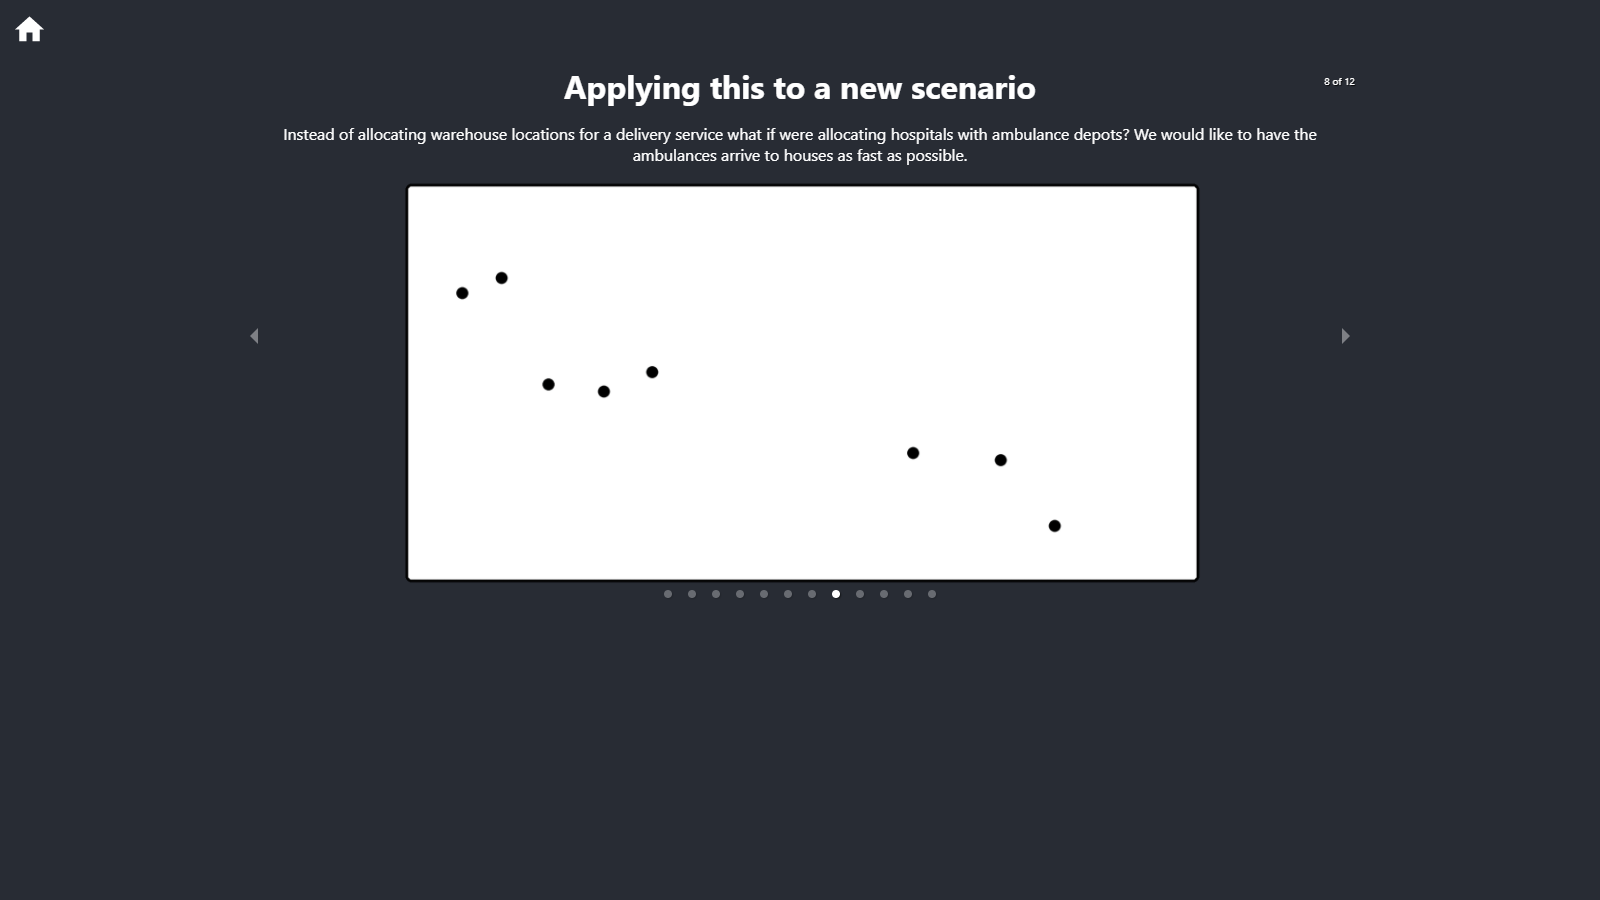 Applying this to a new scenario
8 of 12
Instead of allocating warehouse locations for a delivery service what if were allocating hospitals with ambulance depots? We would like to have the
ambulances arrive to houses as fast as possible.